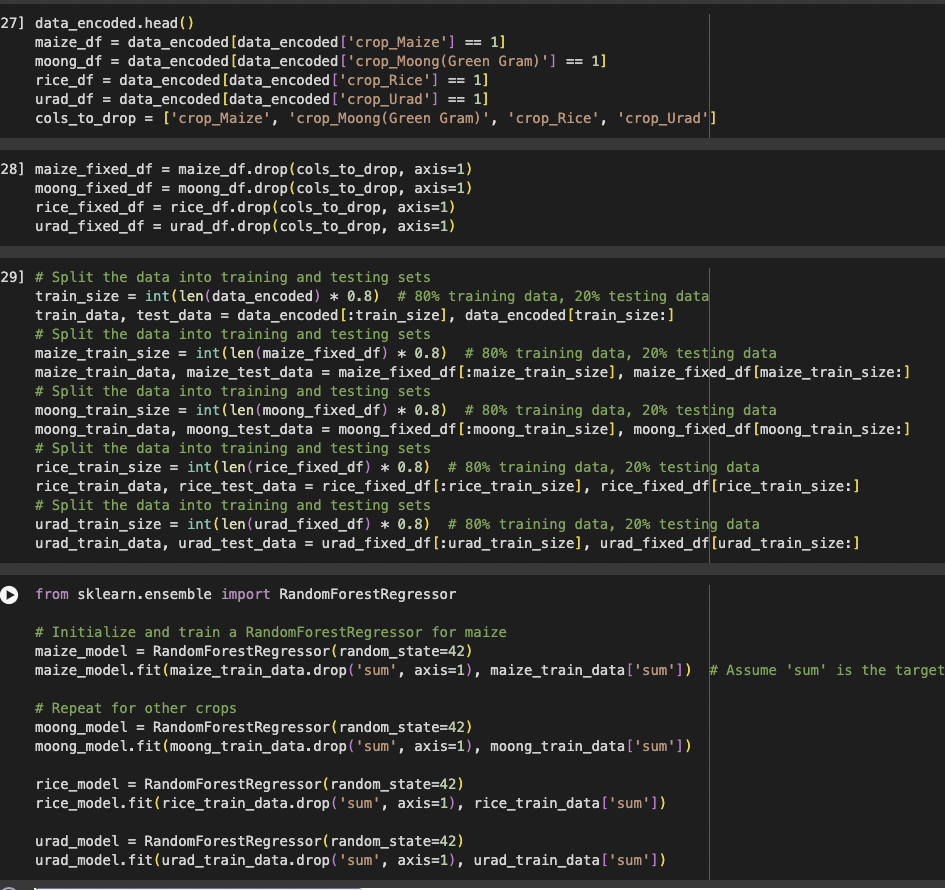 27] data_encoded.head()
maize_df = data_encoded[data_encoded['crop_Maize'] == 1]
moong_df = data_encoded[data_encoded['crop_Moong(Green Gram)'] == 1]
rice_df = data_encoded[data_encoded['crop_Rice'] == 1]
urad_df = data_encoded[data_encoded['crop_Urad'] == 1]
cols_to_drop = ['crop_Maize', 'crop_Moong(Green Gram)', 'crop_Rice', 'crop_Urad']
28] maize_fixed_df = maize_df.drop(cols_to_drop, axis=1)
moong_fixed_df = moong_df.drop(cols_to_drop, axis=1)
rice_fixed_df = rice_df.drop(cols_to_drop, axis=1)
urad_fixed_df = urad_df.drop(cols_to_drop, axis=1)
29] # Split the data into training and testing sets
train_size = int(len(data_encoded) * 0.8)  # 80% training data, 20% testing data
train_data, test_data = data_encoded[:train_size], data_encoded[train_size:]
# Split the data into training and testing sets
maize_train_size = int(len(maize_fixed_df) * 0.8)  # 80% training data, 20% testing data
maize_train_data, maize_test_data = maize_fixed_df[:maize_train_size], maize_fixed_df[maize_train_size:]
# Split the data into training and testing sets
moong_train_size = int(len(moong_fixed_df) * 0.8)  # 80% training data, 20% testing data
moong_train_data, moong_test_data = moong_fixed_df[:moong_train_size], moong_fixed_df[moong_train_size:]
# Split the data into training and testing sets
rice_train_size = int(len(rice_fixed_df) * 0.8)  # 80% training data, 20% testing data
rice_train_data, rice_test_data = rice_fixed_df[:rice_train_size], rice_fixed_df[rice_train_size:]
# Split the data into training and testing sets
urad_train_size = int(len(urad_fixed_df) * 0.8)  # 80% training data, 20% testing data
urad_train_data, urad_test_data = urad_fixed_df[:urad_train_size], urad_fixed_df[urad_train_size:]
from sklearn.ensemble import RandomForestRegressor
# Initialize and train a RandomForestRegressor for maize
maize_model = RandomForestRegressor(random_state=42)
maize_model.fit(maize_train_data.drop('sum', axis=1), maize_train_data['sum'])  # Assume 'sum' is the target
# Repeat for other crops
moong_model = RandomForestRegressor(random_state=42)
moong_model.fit(moong_train_data.drop('sum', axis=1), moong_train_data['sum'])
rice_model = RandomForestRegressor(random_state=42)
rice_model.fit(rice_train_data.drop('sum', axis=1), rice_train_data['sum'])
urad_model = RandomForestRegressor(random_state=42)
urad_model.fit(urad_train_data.drop('sum', axis=1), urad_train_data['sum'])